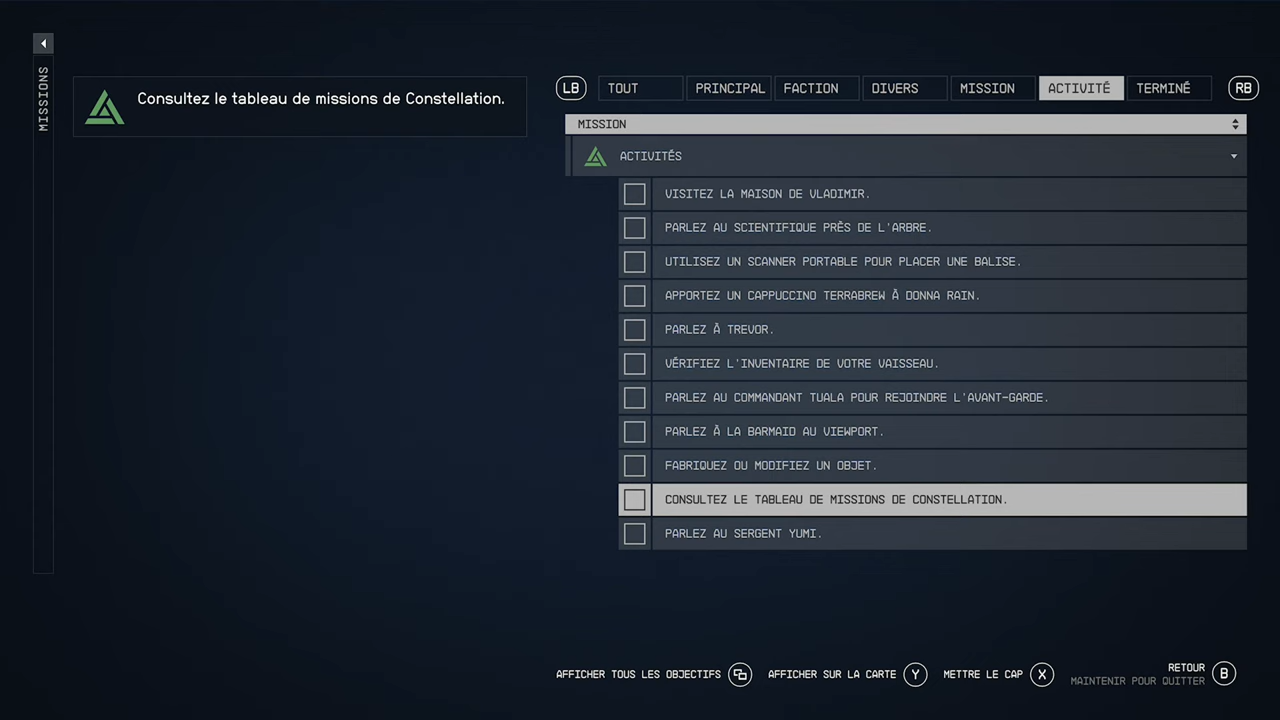 MISSIONS
Consultez le tableau de missions de Constellation.
LB TOUT PRINCIPAL FACTION DIVERS MISSION ACTIVITÉ TERMINÉ RB
MISSION
ACTIVITÉS
VISITEZ LA MAISON DE VLADIMIR.
PARLEZ AU SCIENTIFIQUE PRÈS DE L'ARBRE.
UTILISEZ UN SCANNER PORTABLE POUR PLACER UNE BALISE.
APPORTEZ UN CAPPUCCINO TERRABREW À DONNA RAIN.
PARLEZ À TREVOR.
VÉRIFIEZ L'INVENTAIRE DE VOTRE VAISSEAU.
PARLEZ AU COMMANDANT TUALA POUR REJOINDRE L'AVANT-GARDE.
PARLEZ À LA BARMAID AU VIEWPORT.
FABRIQUEZ OU MODIFIEZ UN OBJET.
CONSULTEZ LE TABLEAU DE MISSIONS DE CONSTELLATION.
PARLEZ AU SERGENT YUMI.
AFFICHER TOUS LES OBJECTIFS AFFICHER SUR LA CARTE Y METTRE LE CAP X RETOUR B
MAINTENIR POUR QUITTER